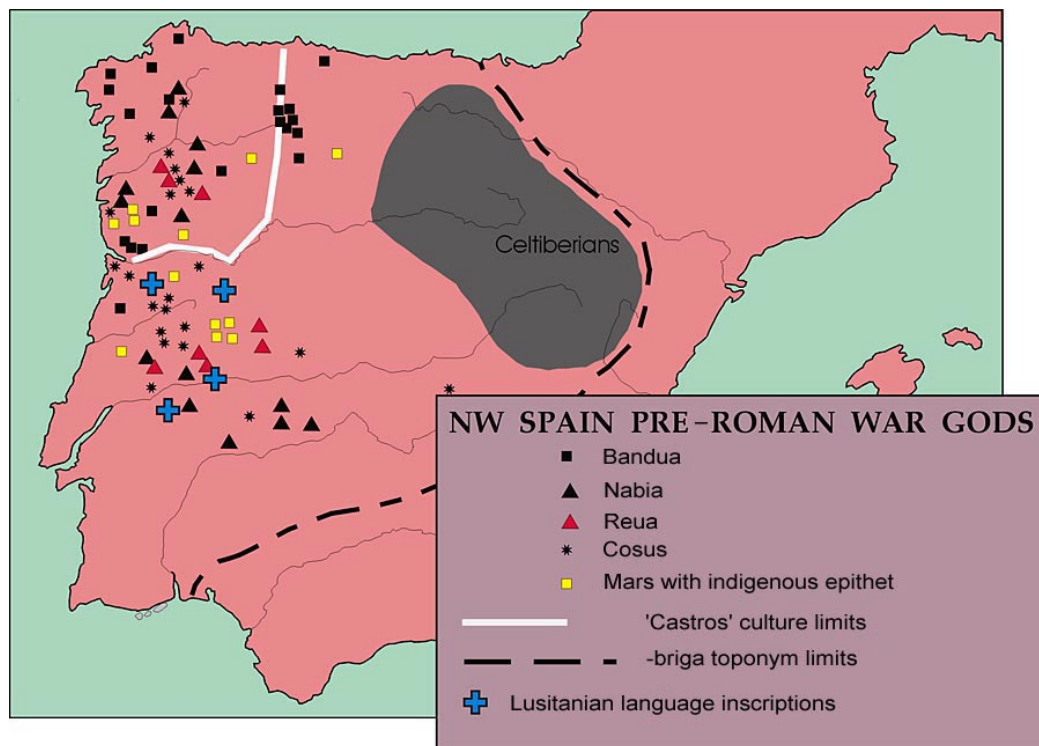 Celtiberians
NW SPAIN PRE-ROMAN WAR GODS
Bandua
Nabia
Reua
Cosus
Mars with indigenous epithet
'Castros' culture limits
-briga toponym limits
Lusitanian language inscriptions